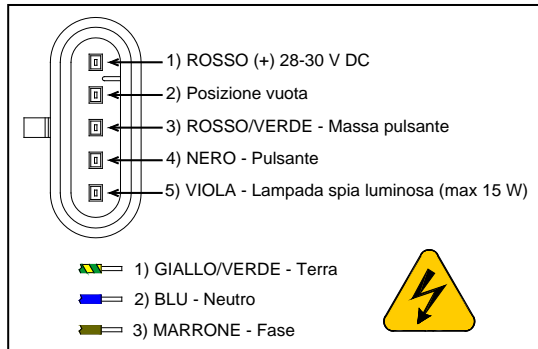 1) ROSSO (+) 28-30 V DC
2) Posizione vuota
3) ROSSO/VERDE - Massa pulsante
4) NERO - Pulsante
5) VIOLA - Lampada spia luminosa (max 15 W)
1) GIALLO/VERDE - Terra
2) BLU - Neutro
3) MARRONE - Fase